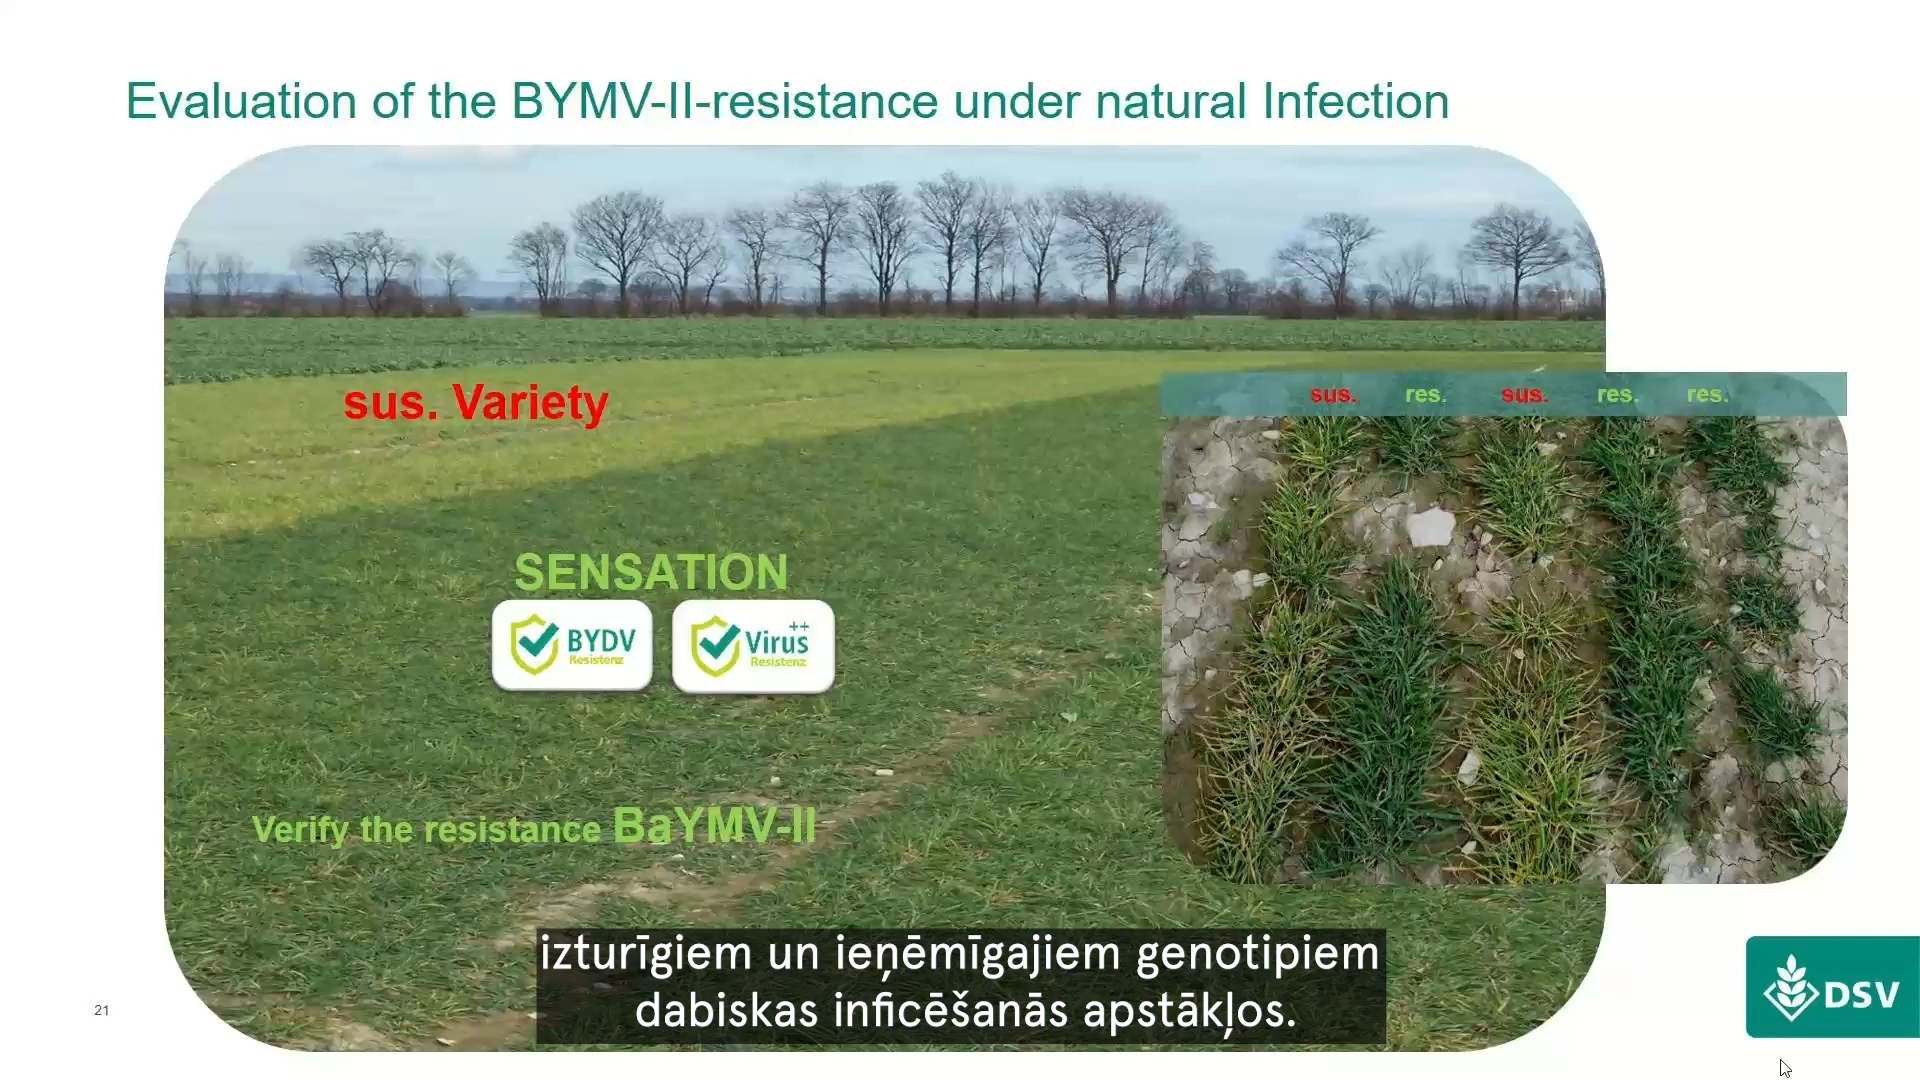 Evaluation of the BYMV-II-resistance under natural Infection
sus. Variety
sus. res. sus. res. res.
SENSATION
BYDV
Resistenz
++
Virus
Resistenz
Verify the resistance BaYMV-II
izturīgiem un ieņēmīgajiem genotipiem
dabiskas inficēšanās apstākļos.
DSV
21